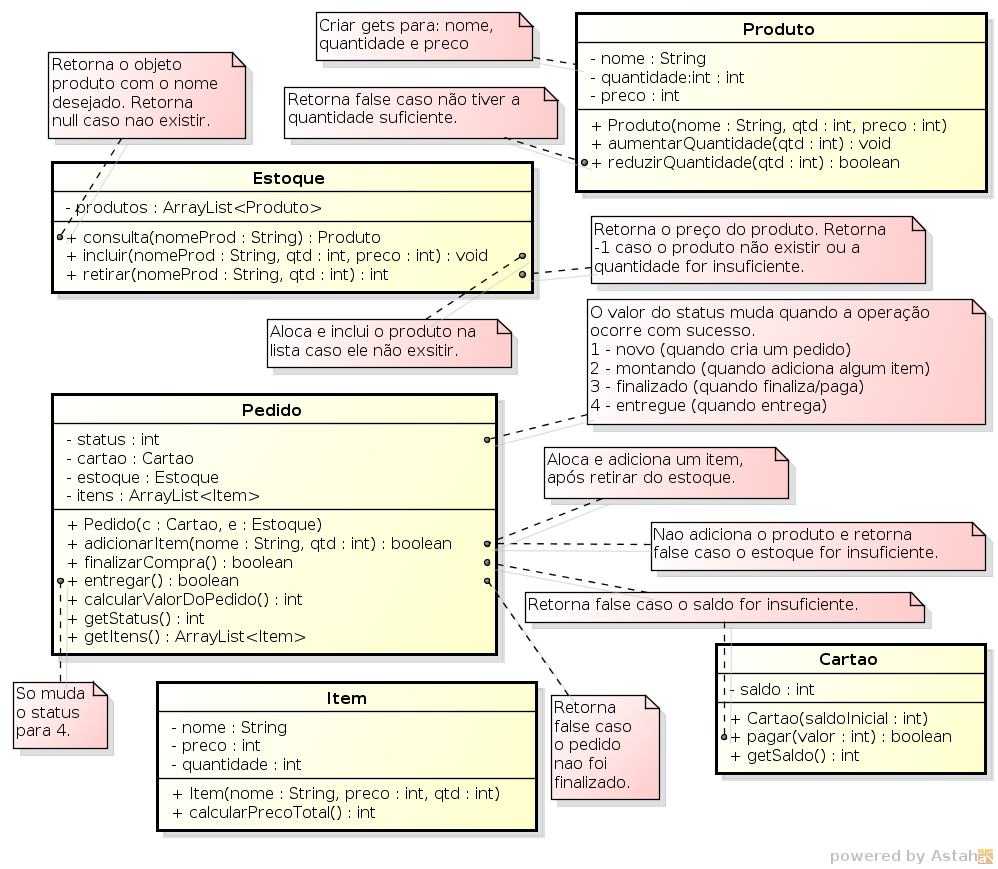 Criar gets para: nome,
quantidade e preco
Produto
- nome : String
- quantidade:int : int
- preco : int
+ Produto(nome : String, qtd : int, preco : int)
+ aumentarQuantidade(qtd : int) : void
+ reduzirQuantidade(qtd : int) : boolean
Retorna o objeto
produto com o nome
desejado. Retorna
null caso nao existir.
Retorna false caso não tiver a
quantidade suficiente.
Estoque
- produtos : ArrayList<Produto>
+ consulta(nomeProd : String) : Produto
+ incluir(nomeProd : String, qtd : int, preco : int) : void
+ retirar(nomeProd : String, qtd : int) : int
Retorna o preço do produto. Retorna
-1 caso o produto não existir ou a
quantidade for insuficiente.
Aloca e inclui o produto na
lista caso ele não exsitir.
O valor do status muda quando a operação
ocorre com sucesso.
1 - novo (quando cria um pedido)
2 - montando (quando adiciona algum item)
3 - finalizado (quando finaliza/paga)
4 - entregue (quando entrega)
Pedido
- status : int
- cartao : Cartao
- estoque : Estoque
- itens : ArrayList<Item>
+ Pedido(c : Cartao, e : Estoque)
+ adicionarItem(nome : String, qtd : int) : boolean
+ finalizarCompra() : boolean
+ entregar() : boolean
+ calcularValorDoPedido() : int
+ getStatus() : int
+ getItens() : ArrayList<Item>
Aloca e adiciona um item,
após retirar do estoque.
Nao adiciona o produto e retorna
false caso o estoque for insuficiente.
Retorna false caso o saldo for insuficiente.
Cartao
- saldo : int
+ Cartao(saldoInicial : int)
+ pagar(valor : int) : boolean
+ getSaldo() : int
So muda
o status
para 4.
Item
- nome : String
- preco : int
- quantidade : int
+ Item(nome : String, preco : int, qtd : int)
+ calcularPrecoTotal() : int
Retorna
false caso
o pedido
nao foi
finalizado.
powered by Astah